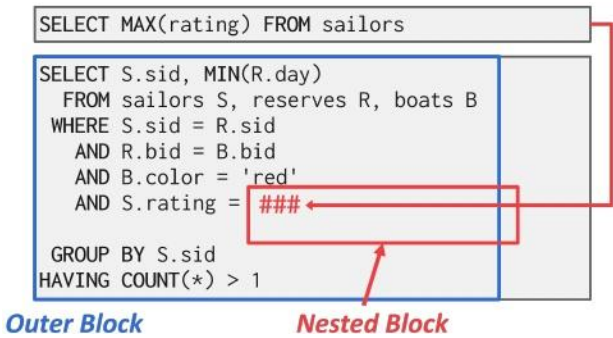 SELECT MAX(rating) FROM sailors
SELECT S.sid, MIN(R.day)
FROM sailors S, reserves R, boats B
WHERE S.sid = R.sid
AND R.bid = B.bid
AND B.color = 'red'
AND S.rating = ###
GROUP BY S.sid
HAVING COUNT(*) > 1
Outer Block
Nested Block